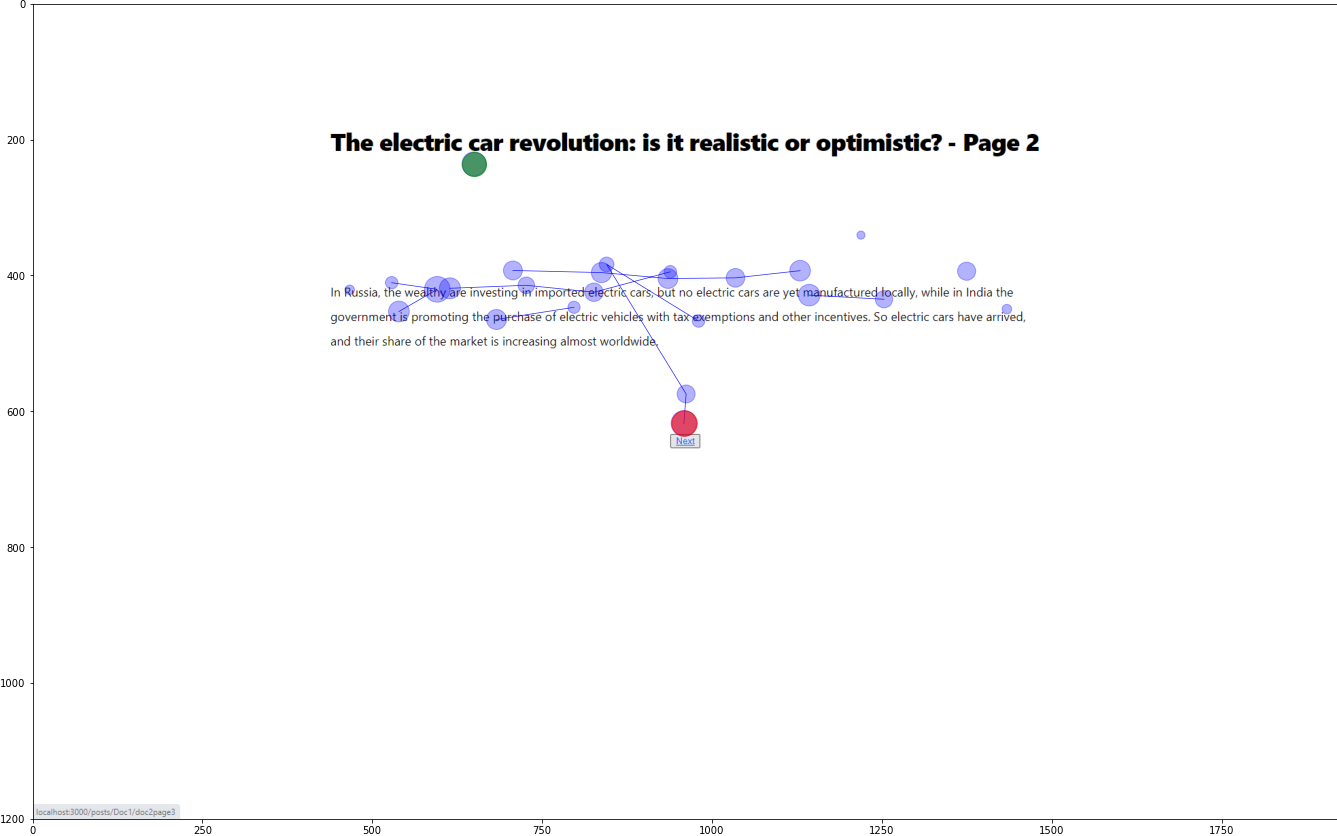 0
200
The electric car revolution: is it realistic or optimistic? - Page 2
400
In Russia, the wealthy are investing in imported electric cars, but no electric cars are yet manufactured locally, while in India the
government is promoting the purchase of electric vehicles with tax exemptions and other incentives. So electric cars have arrived,
and their share of the market is increasing almost worldwide.
600
Next
800
1000
localhost:3000/posts/Doc1/doc2page3
1200
0 250 500 750 1000 1250 1500 1750